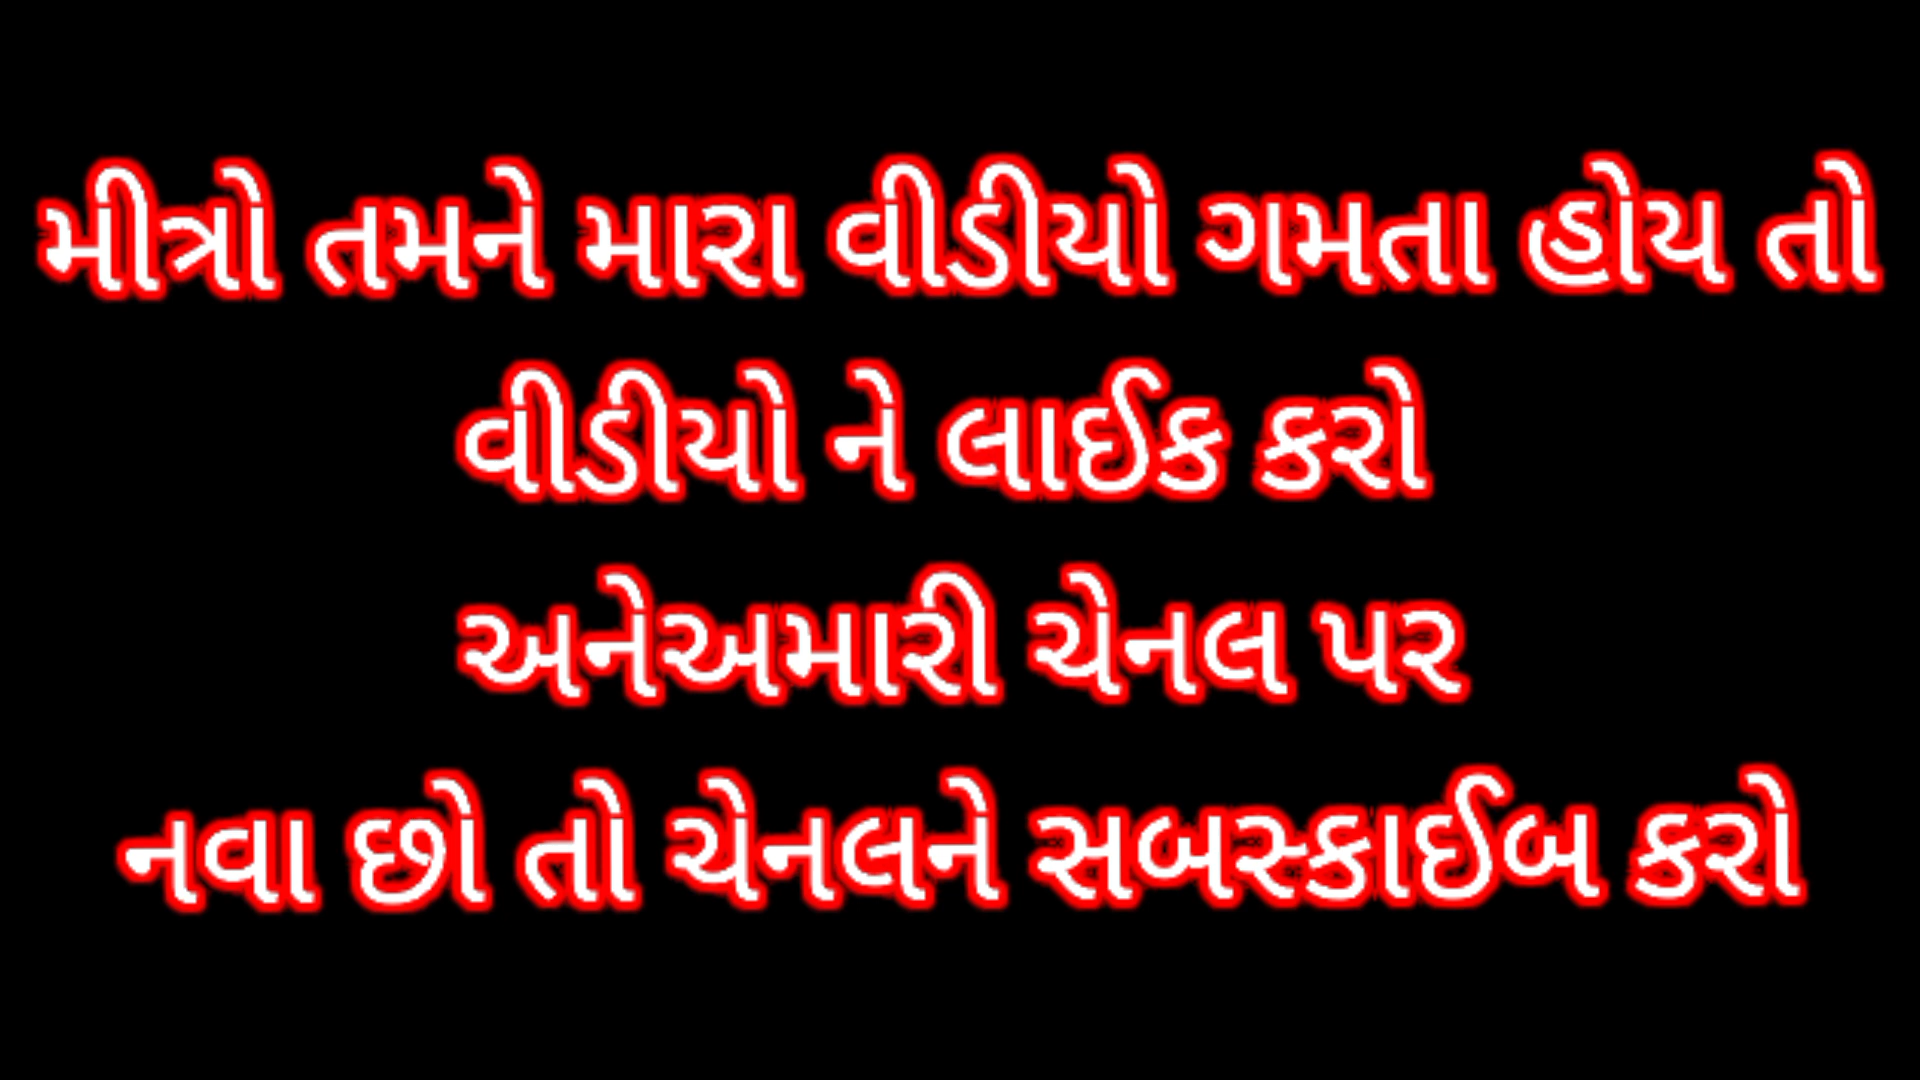 મીત્રો તમને મારા વીડીયો ગમતા હોય તો
વીડીયો ને લાઈક કરો
અનેઅમારી ચેનલ પર
નવા છો તો ચેનલને સબસ્કાઈબ કરો